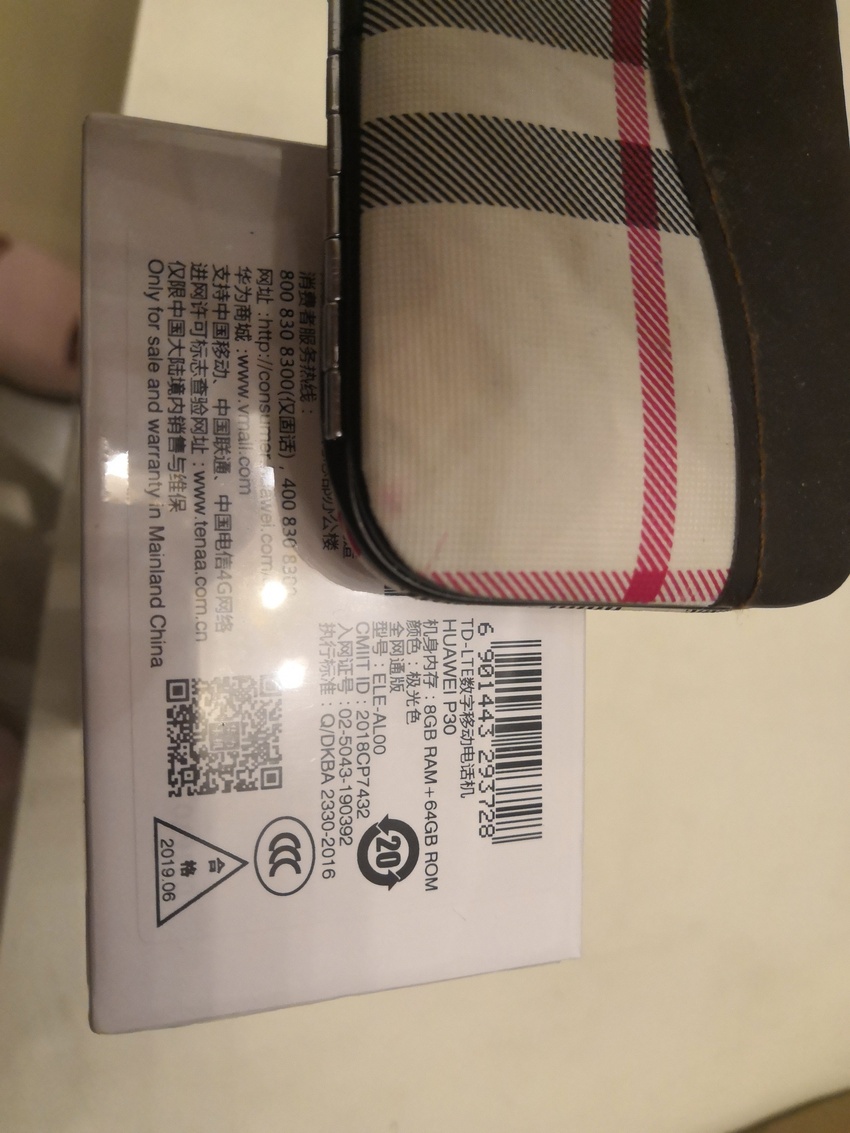 6 901443 293728
TD-LTE数字移动电话机
HUAWEI P30
机身内存：8GB RAM+64GB ROM
颜色：极光色
全网通版
型号：ELE-AL00
CMIIT ID：2018CP7432
入网证号：02-5043-190392
执行标准：Q/DKBA 2330-2016
20
部办公楼
消费者服务热线：
800 830 8300(仅固话)，400 830 8300
网址:http://consumer.huawei.com/
华为商城:www.vmall.com
支持中国移动、中国联通、中国电信4G网络
进网许可标志查验网址:www.tenaa.com.cn
仅限中国大陆境内销售与维保
Only for sale and warranty in Mainland China
CCC
合格
2019.06